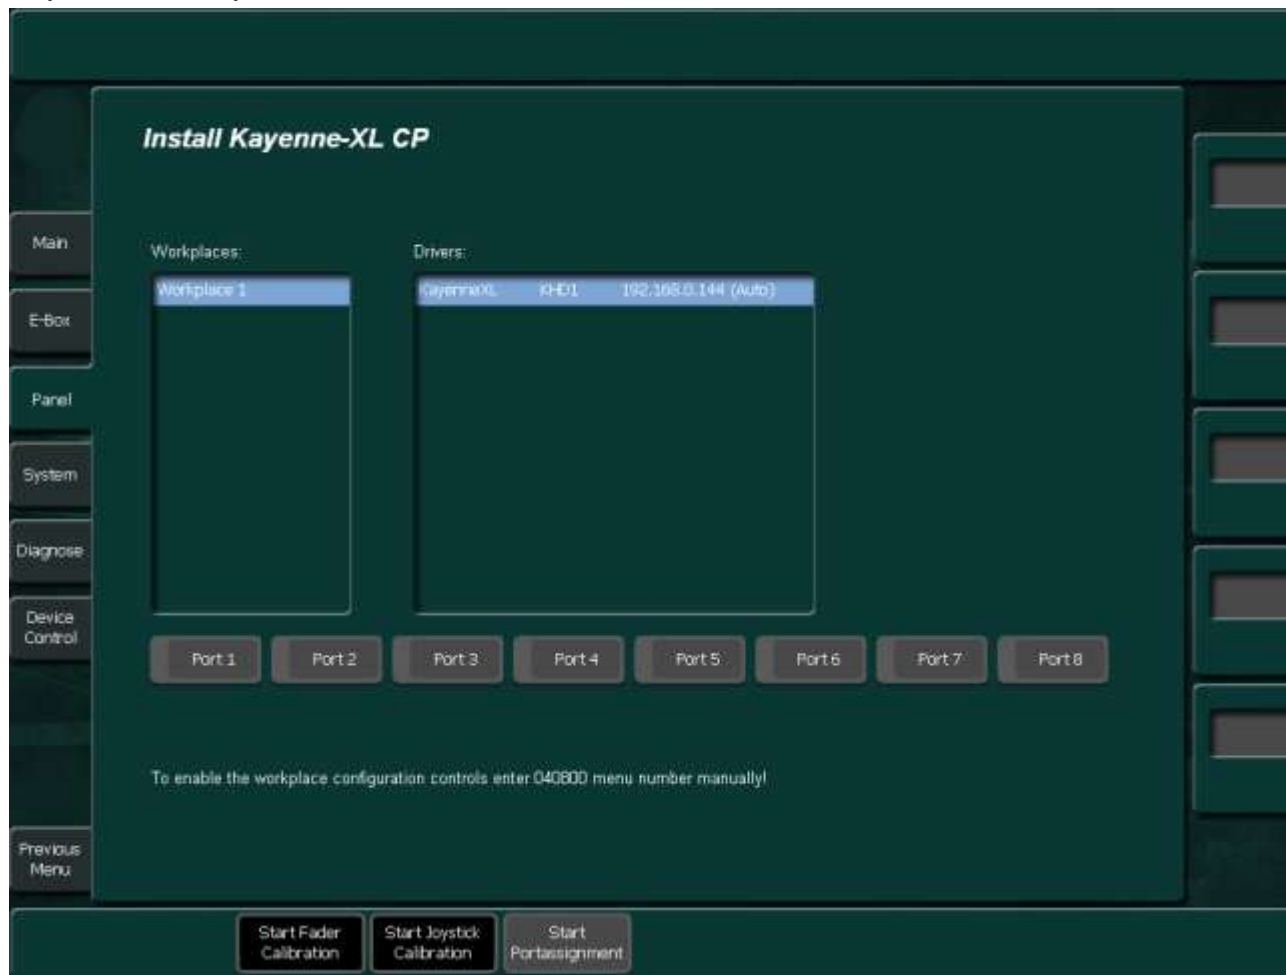 Install Kayenne-XL CP
Main
E-Box
Panel
System
Diagnose
Device
Control
Previous
Menu
Workplaces:
Drivers:
Workplace 1
KayenneXL KHD1 192.168.0.144 (Auto)
Port 1 Port 2 Port 3 Port 4 Port 5 Port 6 Port 7 Port 8
To enable the workplace configuration controls enter 040800 menu number manually!
Start Fader
Calibration
Start Joystick
Calibration
Start
Portassignment